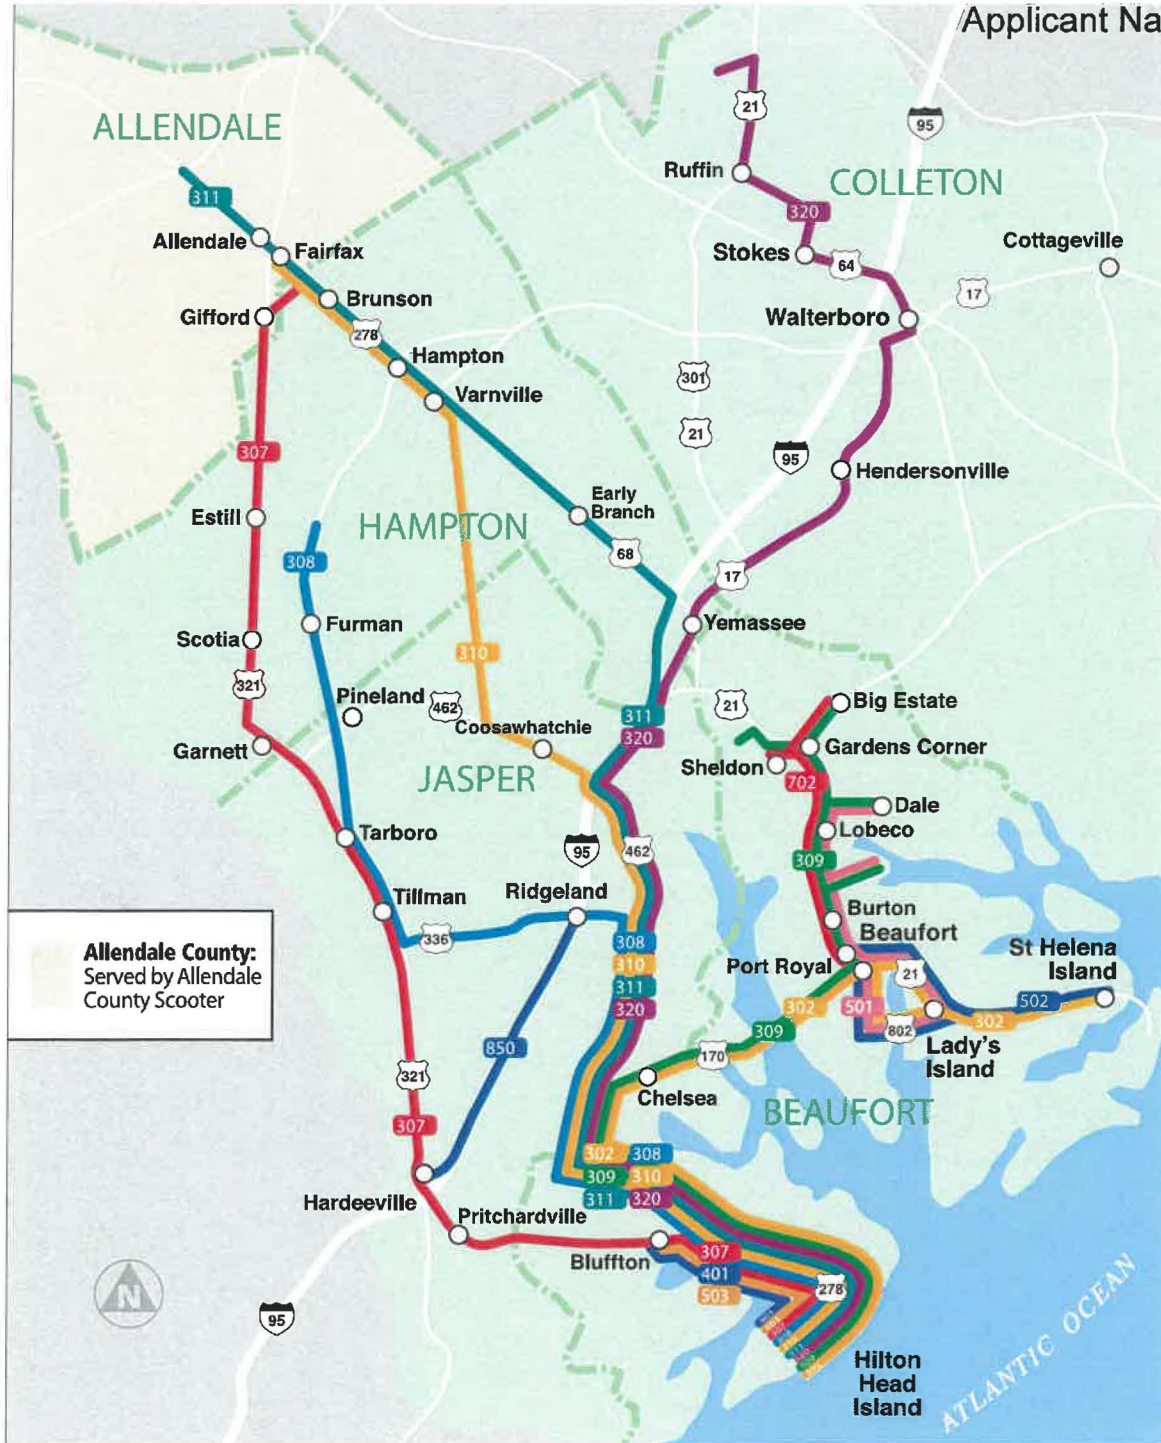 Applicant Na
ALLENDALE
21
95
Ruffin
COLLETON
311
320
Allendale
Fairfax
Stokes
64
Cottageville
Brunson
17
Gifford
278
Walterboro
Hampton
301
Varnville
21
307
95
Hendersonville
Early
Branch
Estill
HAMPTON
68
308
17
Furman
Yemassee
Scotia
310
321
Pineland
462
21
Big Estate
311
Coosawhatchie
320
Garnett
Gardens Corner
Sheldon
JASPER
702
Dale
Tarboro
Lobeco
95
462
309
Ridgeland
Tillman
Burton
Beaufort
336
308
310
311
320
Port Royal
21
St Helena
Island
Allendale County:
Served by Allendale
County Scooter
302
501
502
302
309
802
Lady's
Island
850
170
321
Chelsea
BEAUFORT
307
302 308
309 310
311 320
Hardeeville
Pritchardville
Bluffton
307
401
503
278
N
95
Hilton
Head
Island
ATLANTIC OCEAN